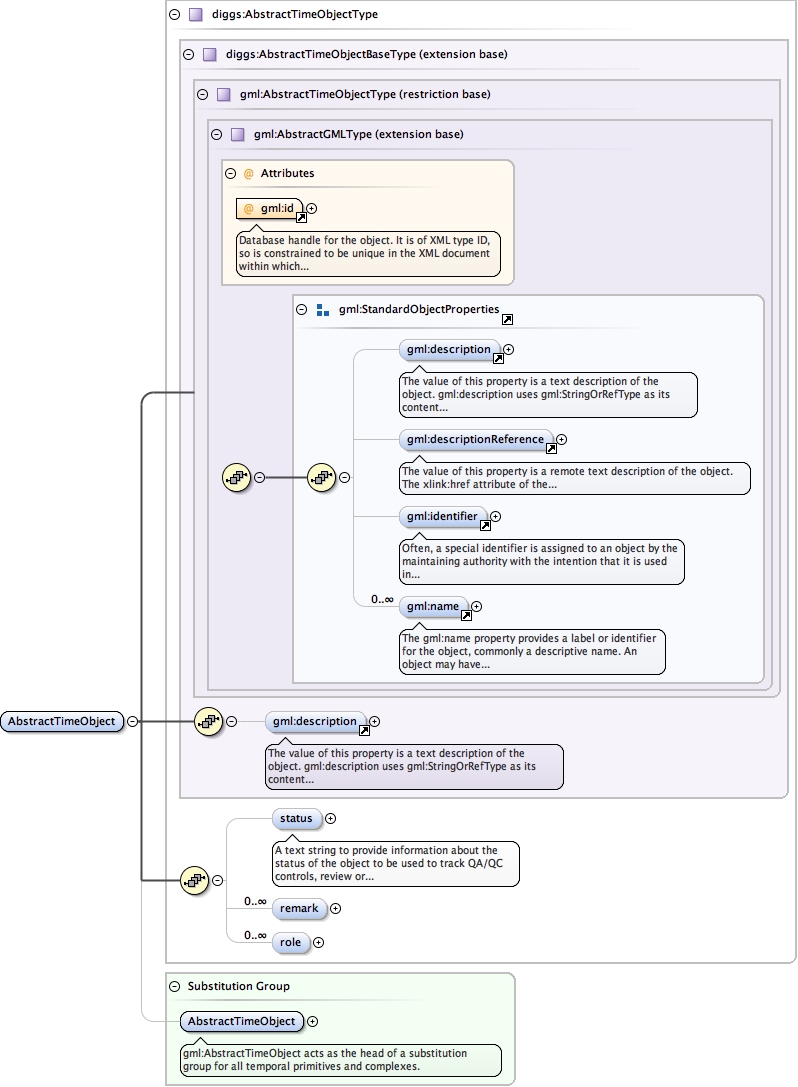 diggs:AbstractTimeObjectType
diggs:AbstractTimeObjectBaseType (extension base)
gml:AbstractTimeObjectType (restriction base)
gml:AbstractGMLType (extension base)
@ Attributes
@ gml:id
Database handle for the object. It is of XML type ID,
so is constrained to be unique in the XML document
within which...
gml:StandardObjectProperties
gml:description
The value of this property is a text description of the
object. gml:description uses gml:StringOrRefType as its
content...
gml:descriptionReference
The value of this property is a remote text description of the object.
The xlink:href attribute of the...
gml:identifier
Often, a special identifier is assigned to an object by the
maintaining authority with the intention that it is used
in...
0..∞
gml:name
The gml:name property provides a label or identifier
for the object, commonly a descriptive name. An
object may have...
AbstractTimeObject
gml:description
The value of this property is a text description of the
object. gml:description uses gml:StringOrRefType as its
content...
status
A text string to provide information about the
status of the object to be used to track QA/QC
controls, review or...
0..∞
remark
0..∞
role
Substitution Group
AbstractTimeObject
gml:AbstractTimeObject acts as the head of a substitution
group for all temporal primitives and complexes.